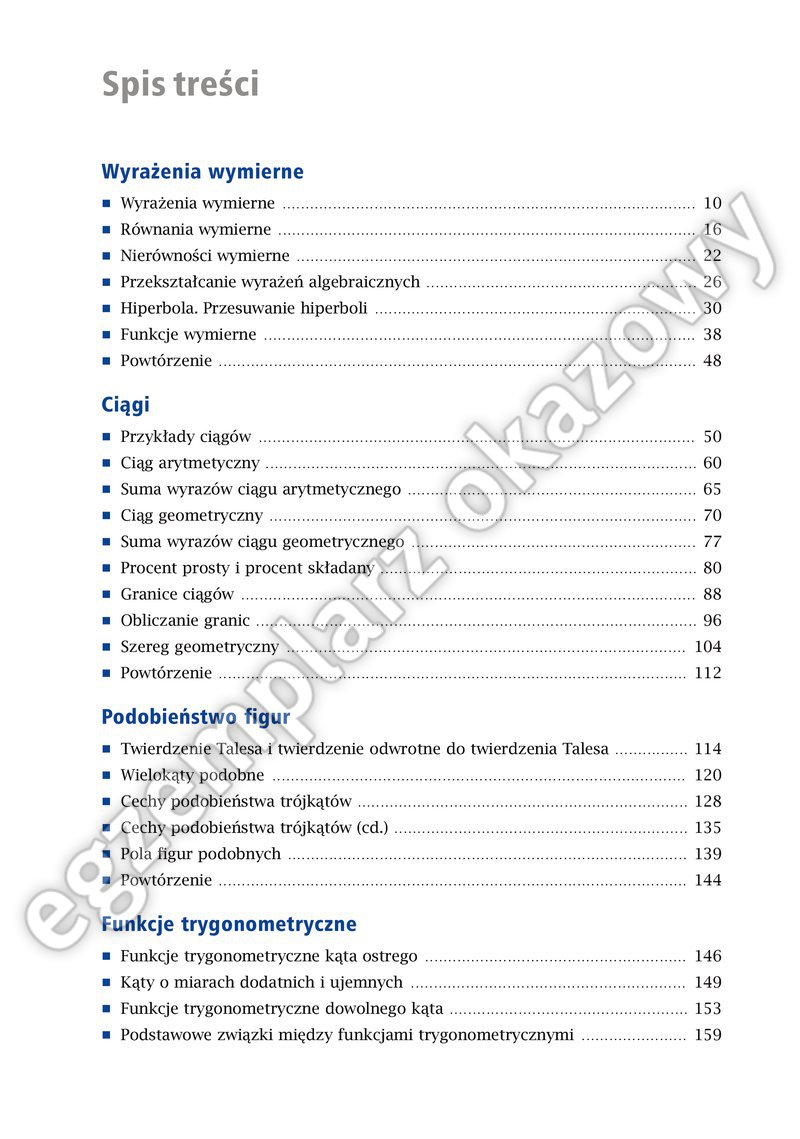 Spis treści
Wyrażenia wymierne
■ Wyrażenia wymierne ........ 10
■ Równania wymierne ........ 16
■ Nierówności wymierne ........ 22
■ Przekształcanie wyrażeń algebraicznych ........ 26
■ Hiperbola. Przesuwanie hiperboli ........ 30
■ Funkcje wymierne ........ 38
■ Powtórzenie ........ 48
Ciągi
■ Przykłady ciągów ........ 50
■ Ciąg arytmetyczny ........ 60
■ Suma wyrazów ciągu arytmetycznego ........ 65
■ Ciąg geometryczny ........ 70
■ Suma wyrazów ciągu geometrycznego ........ 77
■ Procent prosty i procent składany ........ 80
■ Granice ciągów ........ 88
■ Obliczanie granic ........ 96
■ Szereg geometryczny ........ 104
■ Powtórzenie ........ 112
Podobieństwo figur
■ Twierdzenie Talesa i twierdzenie odwrotne do twierdzenia Talesa ........ 114
■ Wielokąty podobne ........ 120
■ Cechy podobieństwa trójkątów ........ 128
■ Cechy podobieństwa trójkątów (cd.) ........ 135
■ Pola figur podobnych ........ 139
■ Powtórzenie ........ 144
Funkcje trygonometryczne
■ Funkcje trygonometryczne kąta ostrego ........ 146
■ Kąty o miarach dodatnich i ujemnych ........ 149
■ Funkcje trygonometryczne dowolnego kąta ........ 153
■ Podstawowe związki między funkcjami trygonometrycznymi ........ 159
egzemplarz okazowy